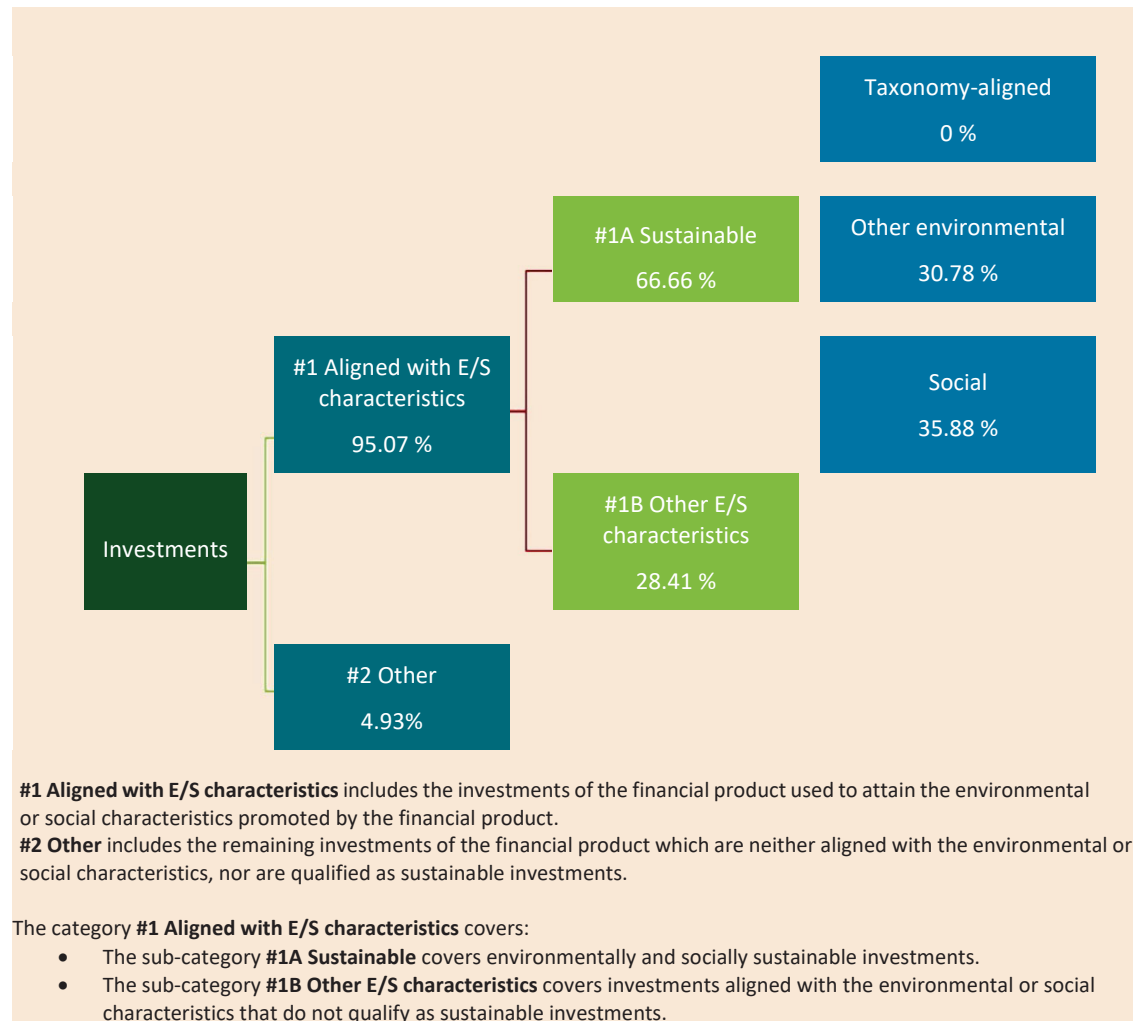 Taxonomy-aligned
0 %
#1A Sustainable
66.66 %
Other environmental
30.78 %
#1 Aligned with E/S
characteristics
95.07 %
Social
35.88 %
Investments
#1B Other E/S
characteristics
28.41 %
#2 Other
4.93%
#1 Aligned with E/S characteristics includes the investments of the financial product used to attain the environmental
or social characteristics promoted by the financial product.
#2 Other includes the remaining investments of the financial product which are neither aligned with the environmental or
social characteristics, nor are qualified as sustainable investments.
The category #1 Aligned with E/S characteristics covers:
• The sub-category #1A Sustainable covers environmentally and socially sustainable investments.
• The sub-category #1B Other E/S characteristics covers investments aligned with the environmental or social
characteristics that do not qualify as sustainable investments.